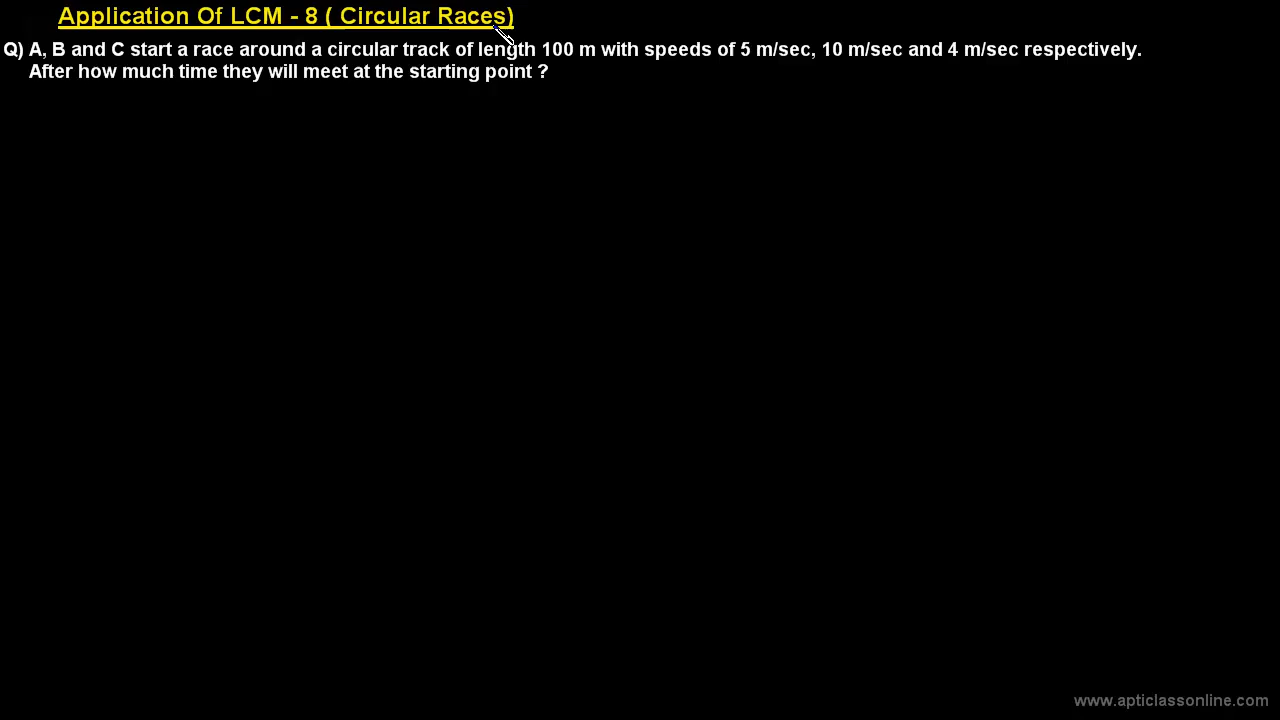 Application Of LCM - 8 ( Circular Races)
Q) A, B and C start a race around a circular track of length 100 m with speeds of 5 m/sec, 10 m/sec and 4 m/sec respectively.
After how much time they will meet at the starting point ?
www.apticlassonline.com